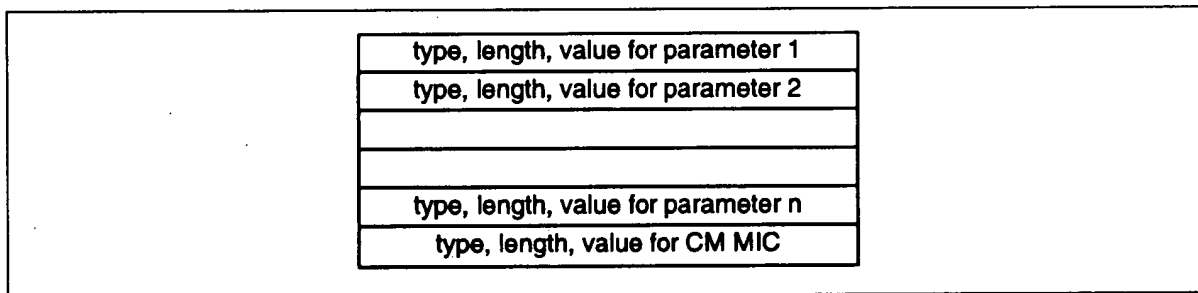 type, length, value for parameter 1
type, length, value for parameter 2
type, length, value for parameter n
type, length, value for CM MIC